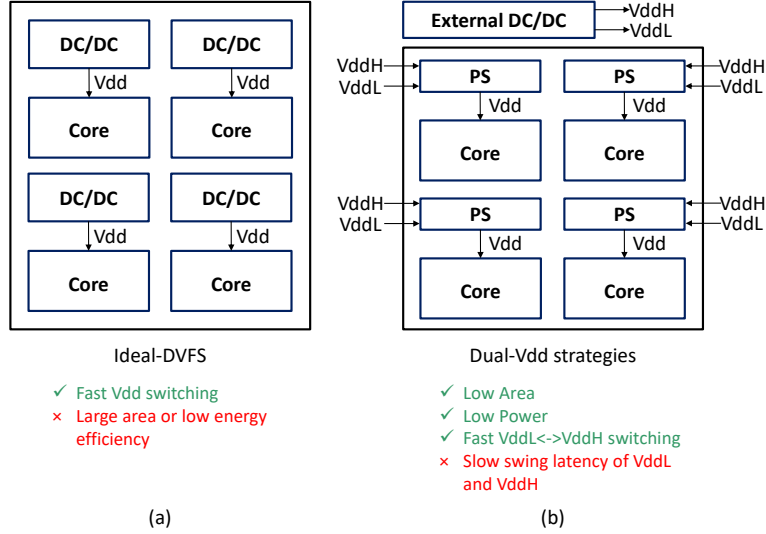 DC/DC
DC/DC
Vdd
Vdd
Core
Core
DC/DC
DC/DC
Vdd
Vdd
Core
Core
Ideal-DVFS
✓ Fast Vdd switching
× Large area or low energy
efficiency
(a)
External DC/DC
VddH
VddL
VddH
PS
PS
VddH
VddL
VddL
Vdd
Vdd
Core
Core
VddH
PS
PS
VddH
VddL
VddL
Vdd
Vdd
Core
Core
Dual-Vdd strategies
✓ Low Area
✓ Low Power
✓ Fast VddL<->VddH switching
× Slow swing latency of VddL
and VddH
(b)